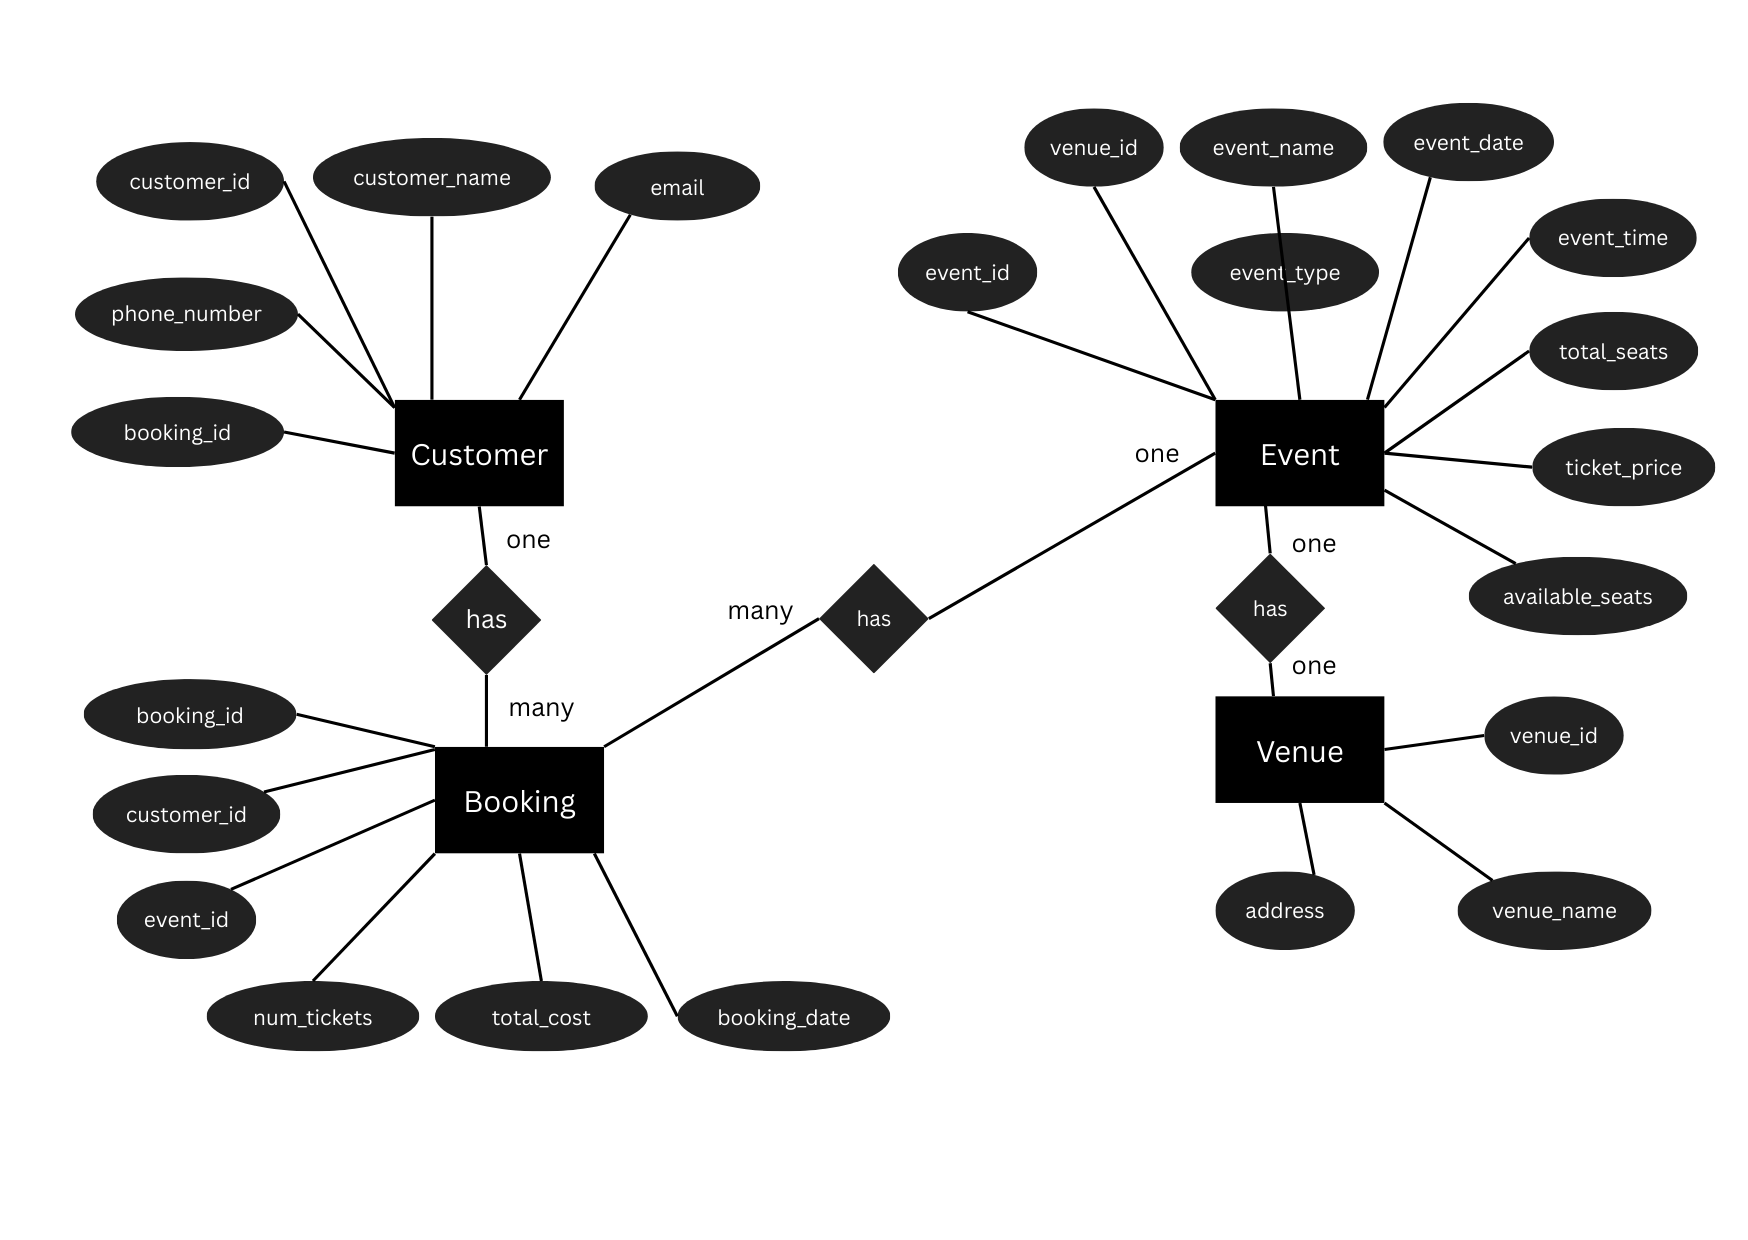 customer_id
customer_name
email
phone_number
booking_id
Customer
one
has
many
booking_id
customer_id
event_id
Booking
num_tickets
total_cost
booking_date
many
has
one
venue_id
event_name
event_date
event_id
event_type
event_time
total_seats
Event
ticket_price
available_seats
one
has
one
Venue
venue_id
address
venue_name